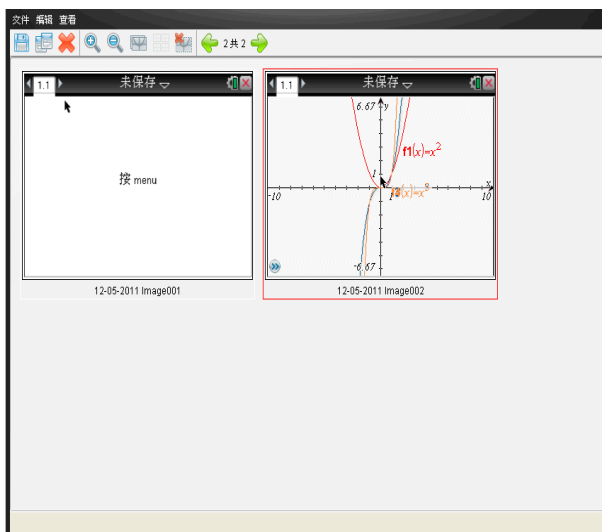 文件 编辑 查看
2 共 2
1.1 未保存
按 menu
12-05-2011 Image001
1.1 未保存
6.67 y
f1(x)=x²
1
x
-10
1
10
-6.67
12-05-2011 Image002